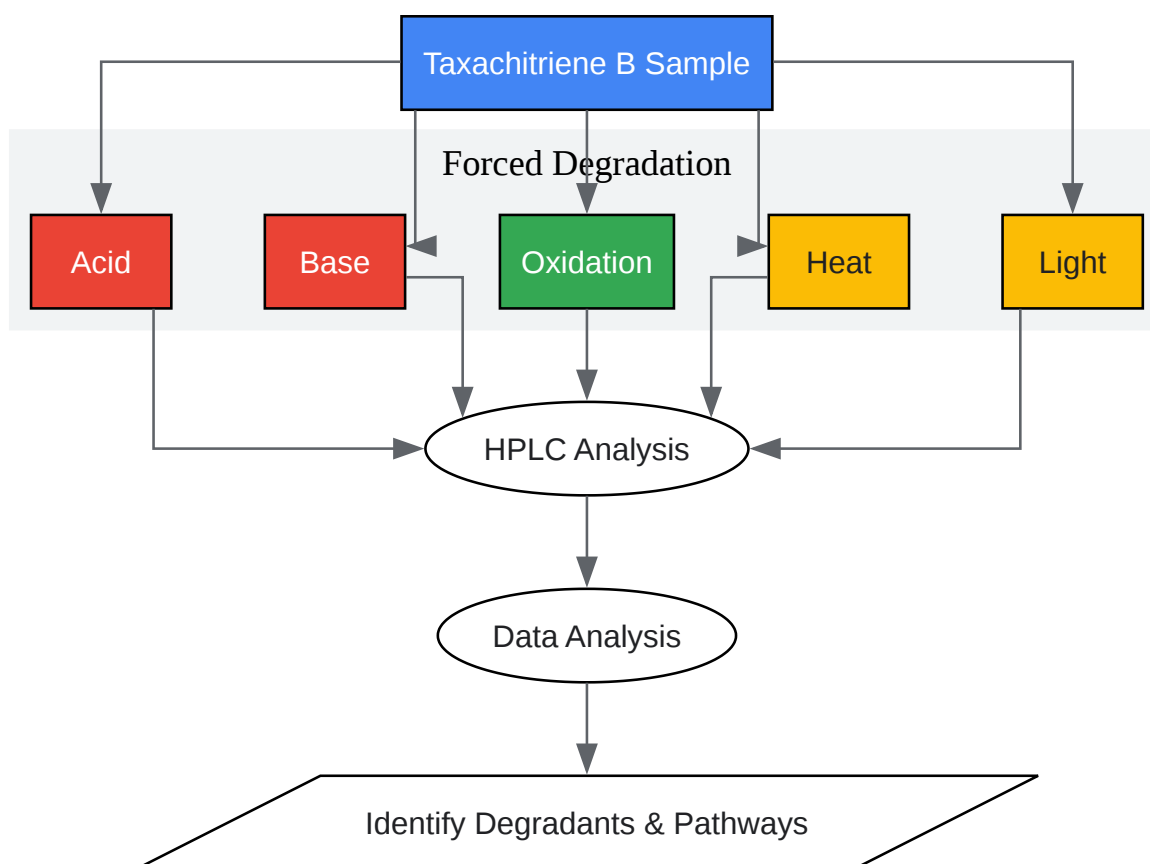 Taxachitriene B Sample
Forced Degradation
Acid
Base
Oxidation
Heat
Light
HPLC Analysis
Data Analysis
Identify Degradants & Pathways